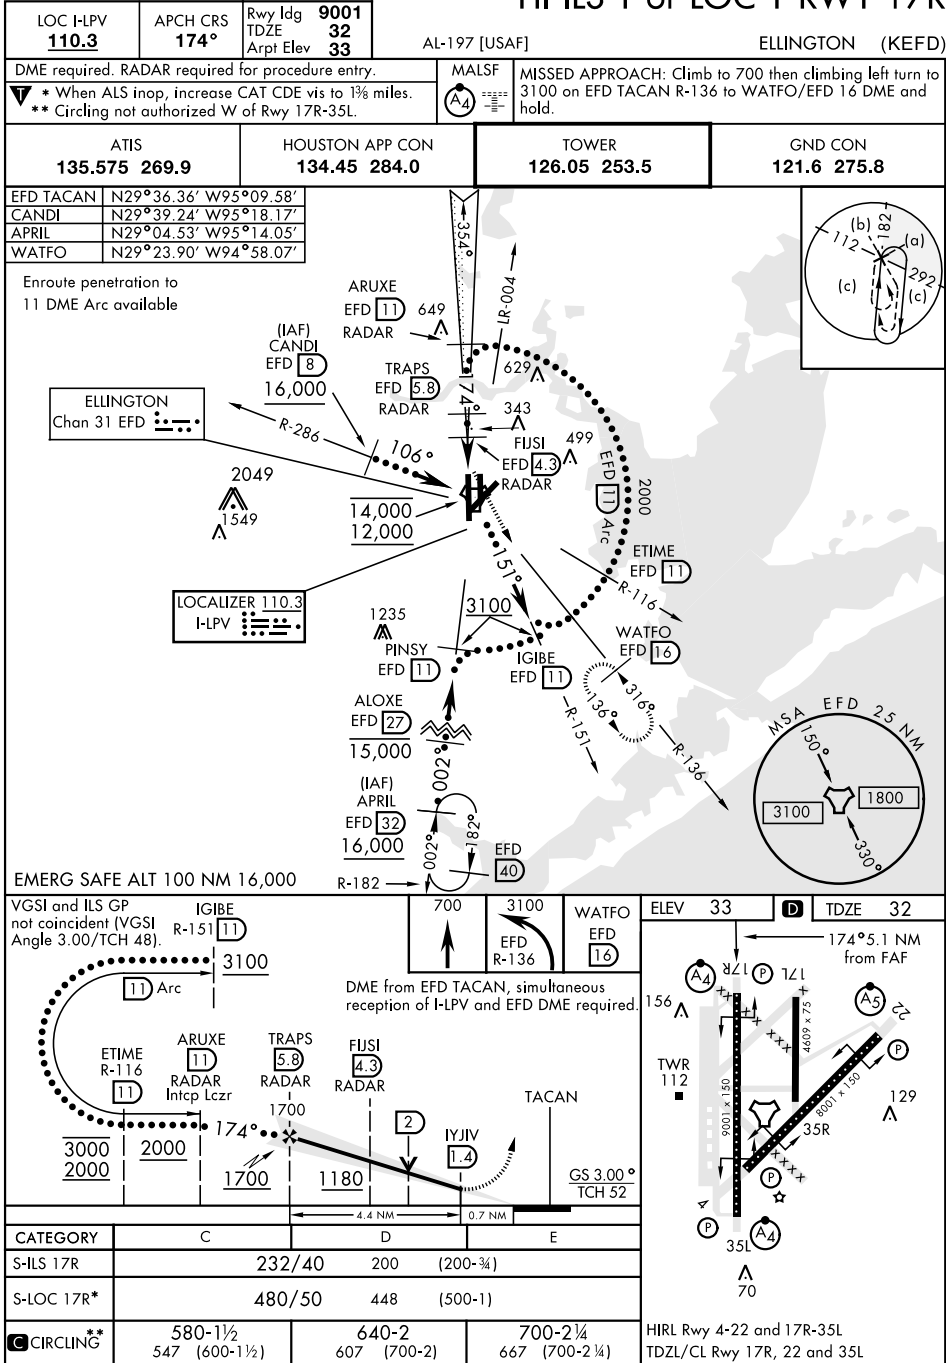 LOC I-LPV
110.3
APCH CRS
174°
Rwy ldg 9001
TDZE 32
Arpt Elev 33
AL-197 [USAF]
ELLINGTON (KEFD)
DME required. RADAR required for procedure entry.
T * When ALS inop, increase CAT CDE vis to 1⅜ miles.
** Circling not authorized W of Rwy 17R-35L.
MALSF
A4
MISSED APPROACH: Climb to 700 then climbing left turn to
3100 on EFD TACAN R-136 to WATFO/EFD 16 DME and
hold.
ATIS
135.575 269.9
HOUSTON APP CON
134.45 284.0
TOWER
126.05 253.5
GND CON
121.6 275.8
EFD TACAN N29°36.36' W95°09.58'
CANDI N29°39.24' W95°18.17'
APRIL N29°04.53' W95°14.05'
WATFO N29°23.90' W94°58.07'
Enroute penetration to
11 DME Arc available
354°
LR-004
ARUXE
EFD 11
RADAR
649
(b)
182
(a)
112
292
(c)
(c)
(IAF)
CANDI
EFD 8
16,000
TRAPS
EFD 5.8
RADAR
174°
629
343
FIJSI
EFD 4.3
RADAR
499
ELLINGTON
Chan 31 EFD
R-286
106°
EFD 11 Arc
2000
2049
1549
14,000
12,000
151°
ETIME
EFD 11
R-116
LOCALIZER 110.3
I-LPV
1235
3100
PINSY
EFD 11
IGIBE
EFD 11
WATFO
EFD 16
316°
136°
R-151
R-136
ALOXE
EFD 27
15,000
002°
(IAF)
APRIL
EFD 32
16,000
002°
182°
EFD
40
R-182
MSA EFD 25 NM
150°
3100
1800
330°
EMERG SAFE ALT 100 NM 16,000
VGSI and ILS GP
not coincident (VGSI
Angle 3.00/TCH 48).
IGIBE
R-151 11
3100
11 Arc
700
3100
EFD
R-136
WATFO
EFD
16
DME from EFD TACAN, simultaneous
reception of I-LPV and EFD DME required.
ETIME
R-116
11
ARUXE
11
RADAR
Intcp Lczr
TRAPS
5.8
RADAR
FIJSI
4.3
RADAR
1700
174°
2
IYJIV
1.4
TACAN
3000
2000
2000
1700
1180
GS 3.00°
TCH 52
4.4 NM
0.7 NM
ELEV 33
D
TDZE 32
174° 5.1 NM
from FAF
A4
17R
P
17L
A5
22
156
4609 x 75
P
TWR
112
9001 x 150
8001 x 150
129
35R
P
4
P
35L
A4
70
HIRL Rwy 4-22 and 17R-35L
TDZL/CL Rwy 17R, 22 and 35L
CATEGORY C D E
S-ILS 17R 232/40 200 (200-¾)
S-LOC 17R* 480/50 448 (500-1)
C CIRCLING** 580-1½ 640-2 700-2¼
547 (600-1½) 607 (700-2) 667 (700-2¼)